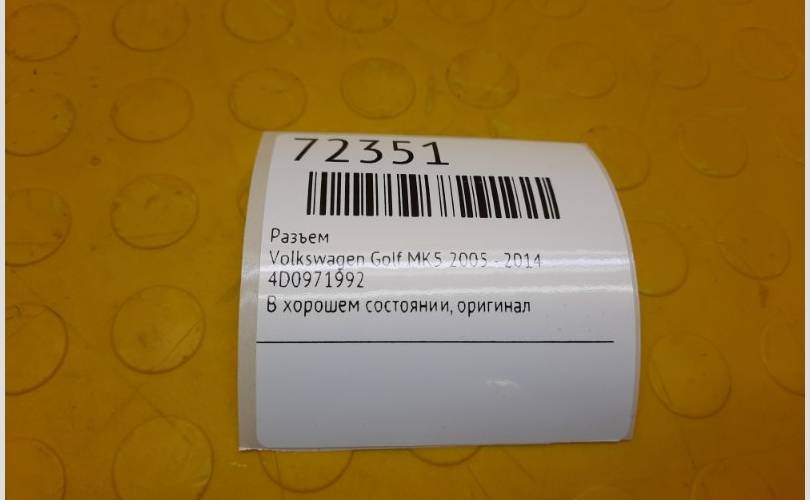 72351
Разъем
Volkswagen Golf MK5 2005 - 2014
4D0971992
В хорошем состоянии, оригинал